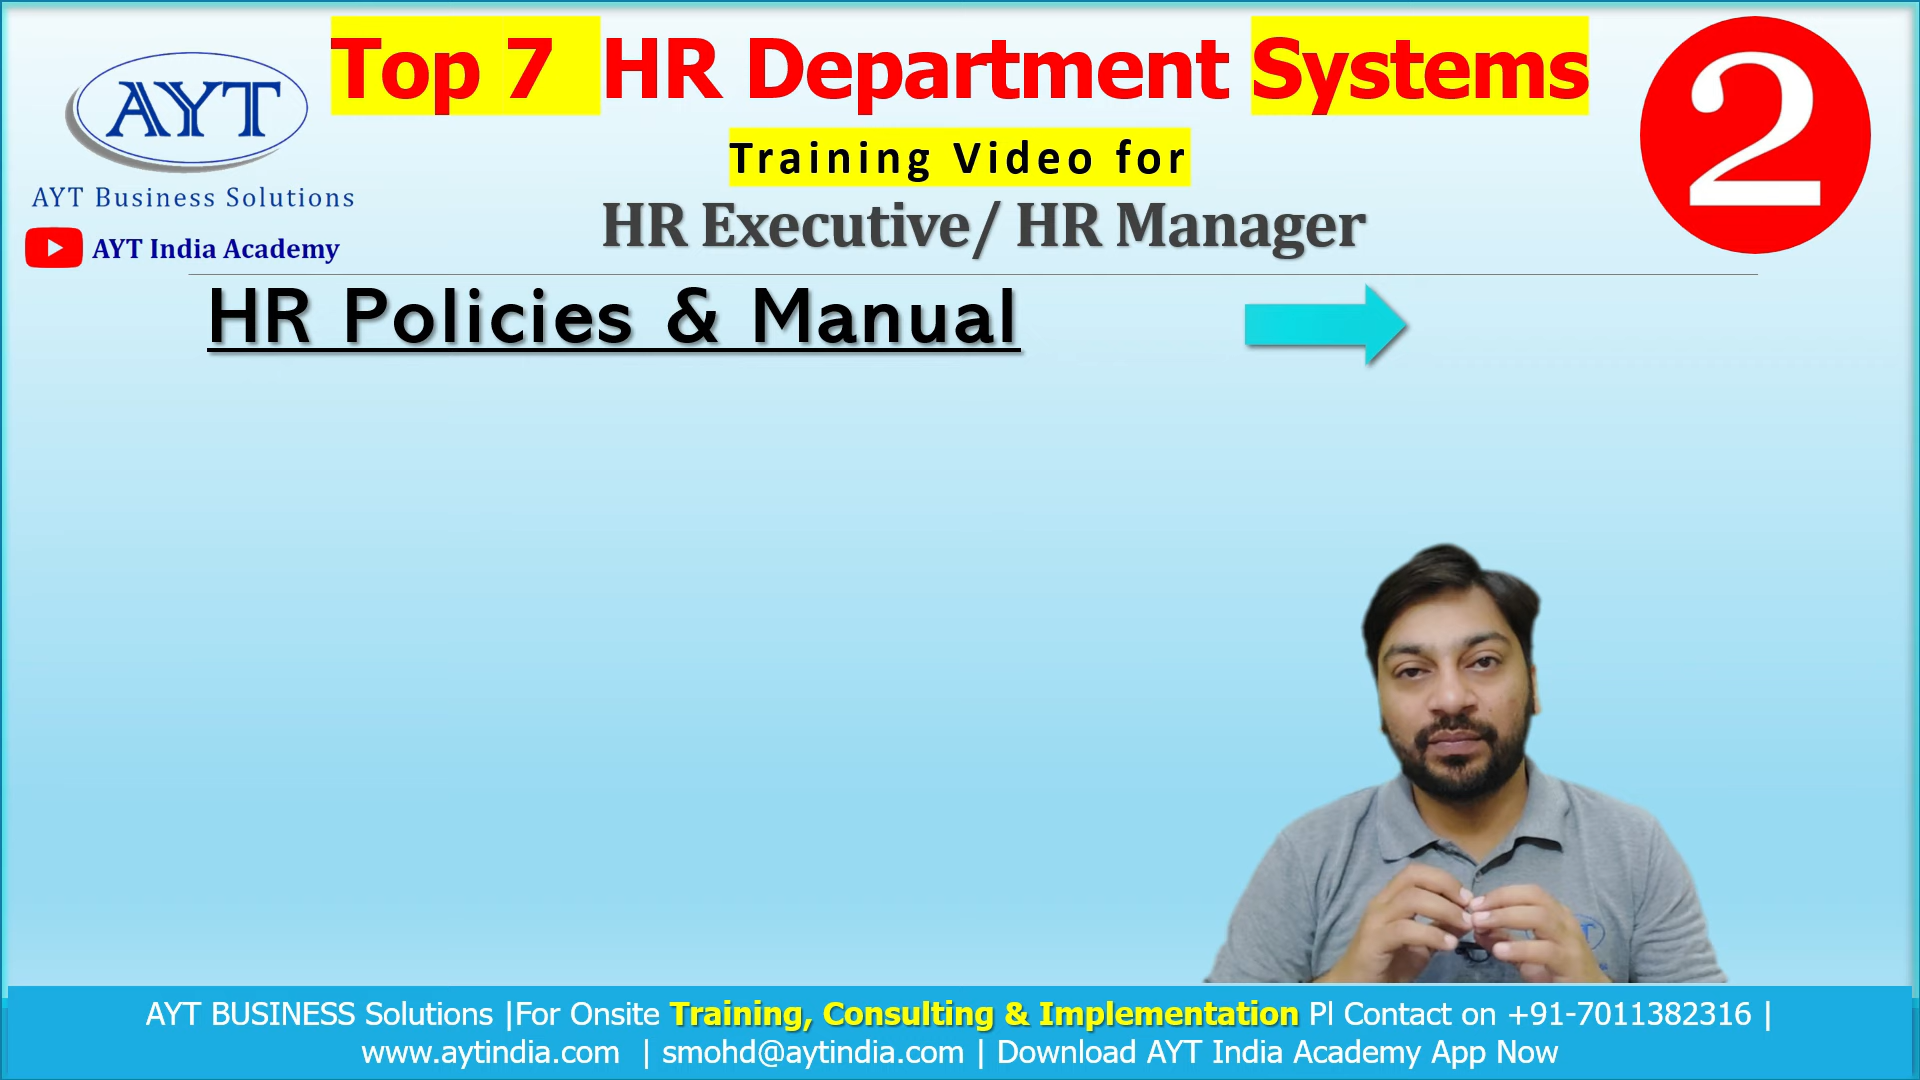 Top 7 HR Department Systems
2
AYT
Training Video for
AYT Business Solutions
HR Executive/ HR Manager
AYT India Academy
HR Policies & Manual
AYT BUSINESS Solutions |For Onsite Training, Consulting & Implementation Pl Contact on +91-7011382316 |
www.aytindia.com | smohd@aytindia.com | Download AYT India Academy App Now